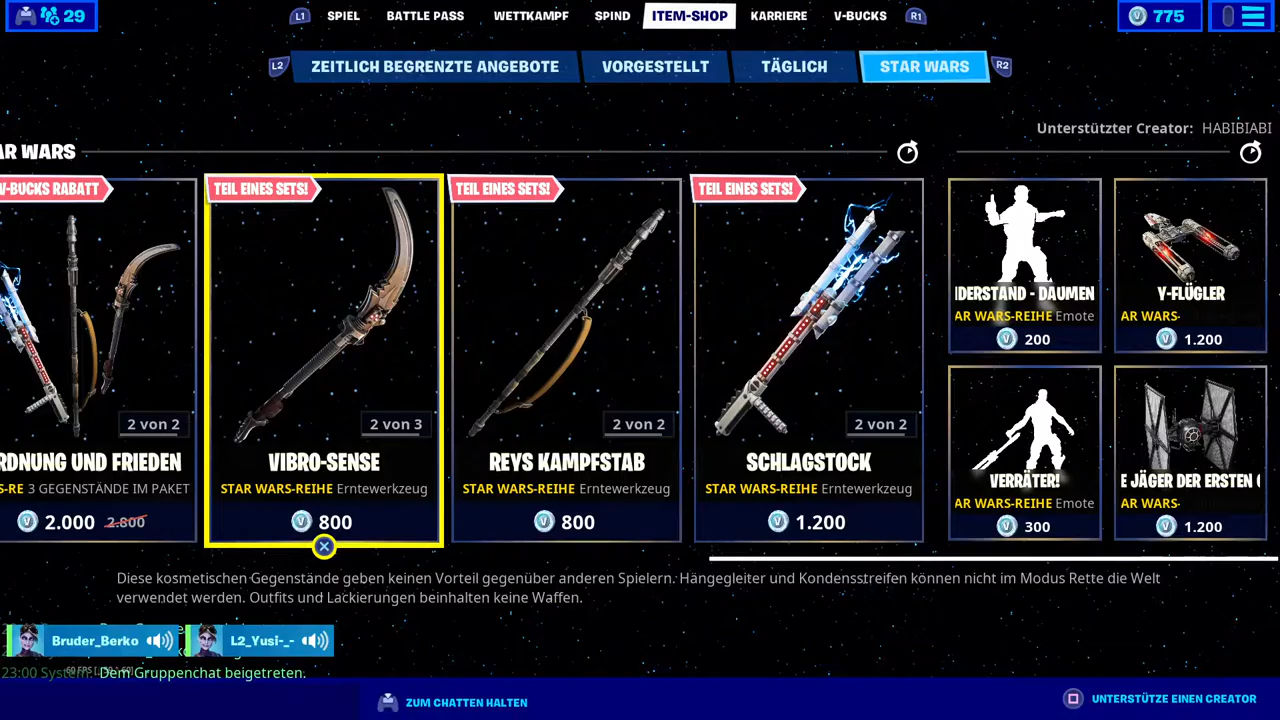 29
L1 SPIEL BATTLE PASS WETTKAMPF SPIND ITEM-SHOP KARRIERE V-BUCKS R1
775
L2 ZEITLICH BEGRENZTE ANGEBOTE VORGESTELLT TÄGLICH STAR WARS R2
Unterstützter Creator: HABIBIABI
AR WARS
V-BUCKS RABATT
2 von 2
RDNUNG UND FRIEDEN
S-RE 3 GEGENSTÄNDE IM PAKET
2.000 2.800
TEIL EINES SETS!
2 von 3
VIBRO-SENSE
STAR WARS-REIHE Erntewerkzeug
800
TEIL EINES SETS!
2 von 2
REYS KAMPFSTAB
STAR WARS-REIHE Erntewerkzeug
800
TEIL EINES SETS!
2 von 2
SCHLAGSTOCK
STAR WARS-REIHE Erntewerkzeug
1.200
DERSTAND - DAUMEN
AR WARS-REIHE Emote
200
Y-FLÜGLER
AR WARS-
1.200
VERRÄTER!
AR WARS-REIHE Emote
300
E JÄGER DER ERSTEN
AR WARS-
1.200
Diese kosmetischen Gegenstände geben keinen Vorteil gegenüber anderen Spielern. Hängegleiter und Kondensstreifen können nicht im Modus Rette die Welt
verwendet werden. Outfits und Lackierungen beinhalten keine Waffen.
Bruder_Berko L2_Yusi-_-
23:00 System: Dem Gruppenchat beigetreten.
ZUM CHATTEN HALTEN
UNTERSTÜTZE EINEN CREATOR